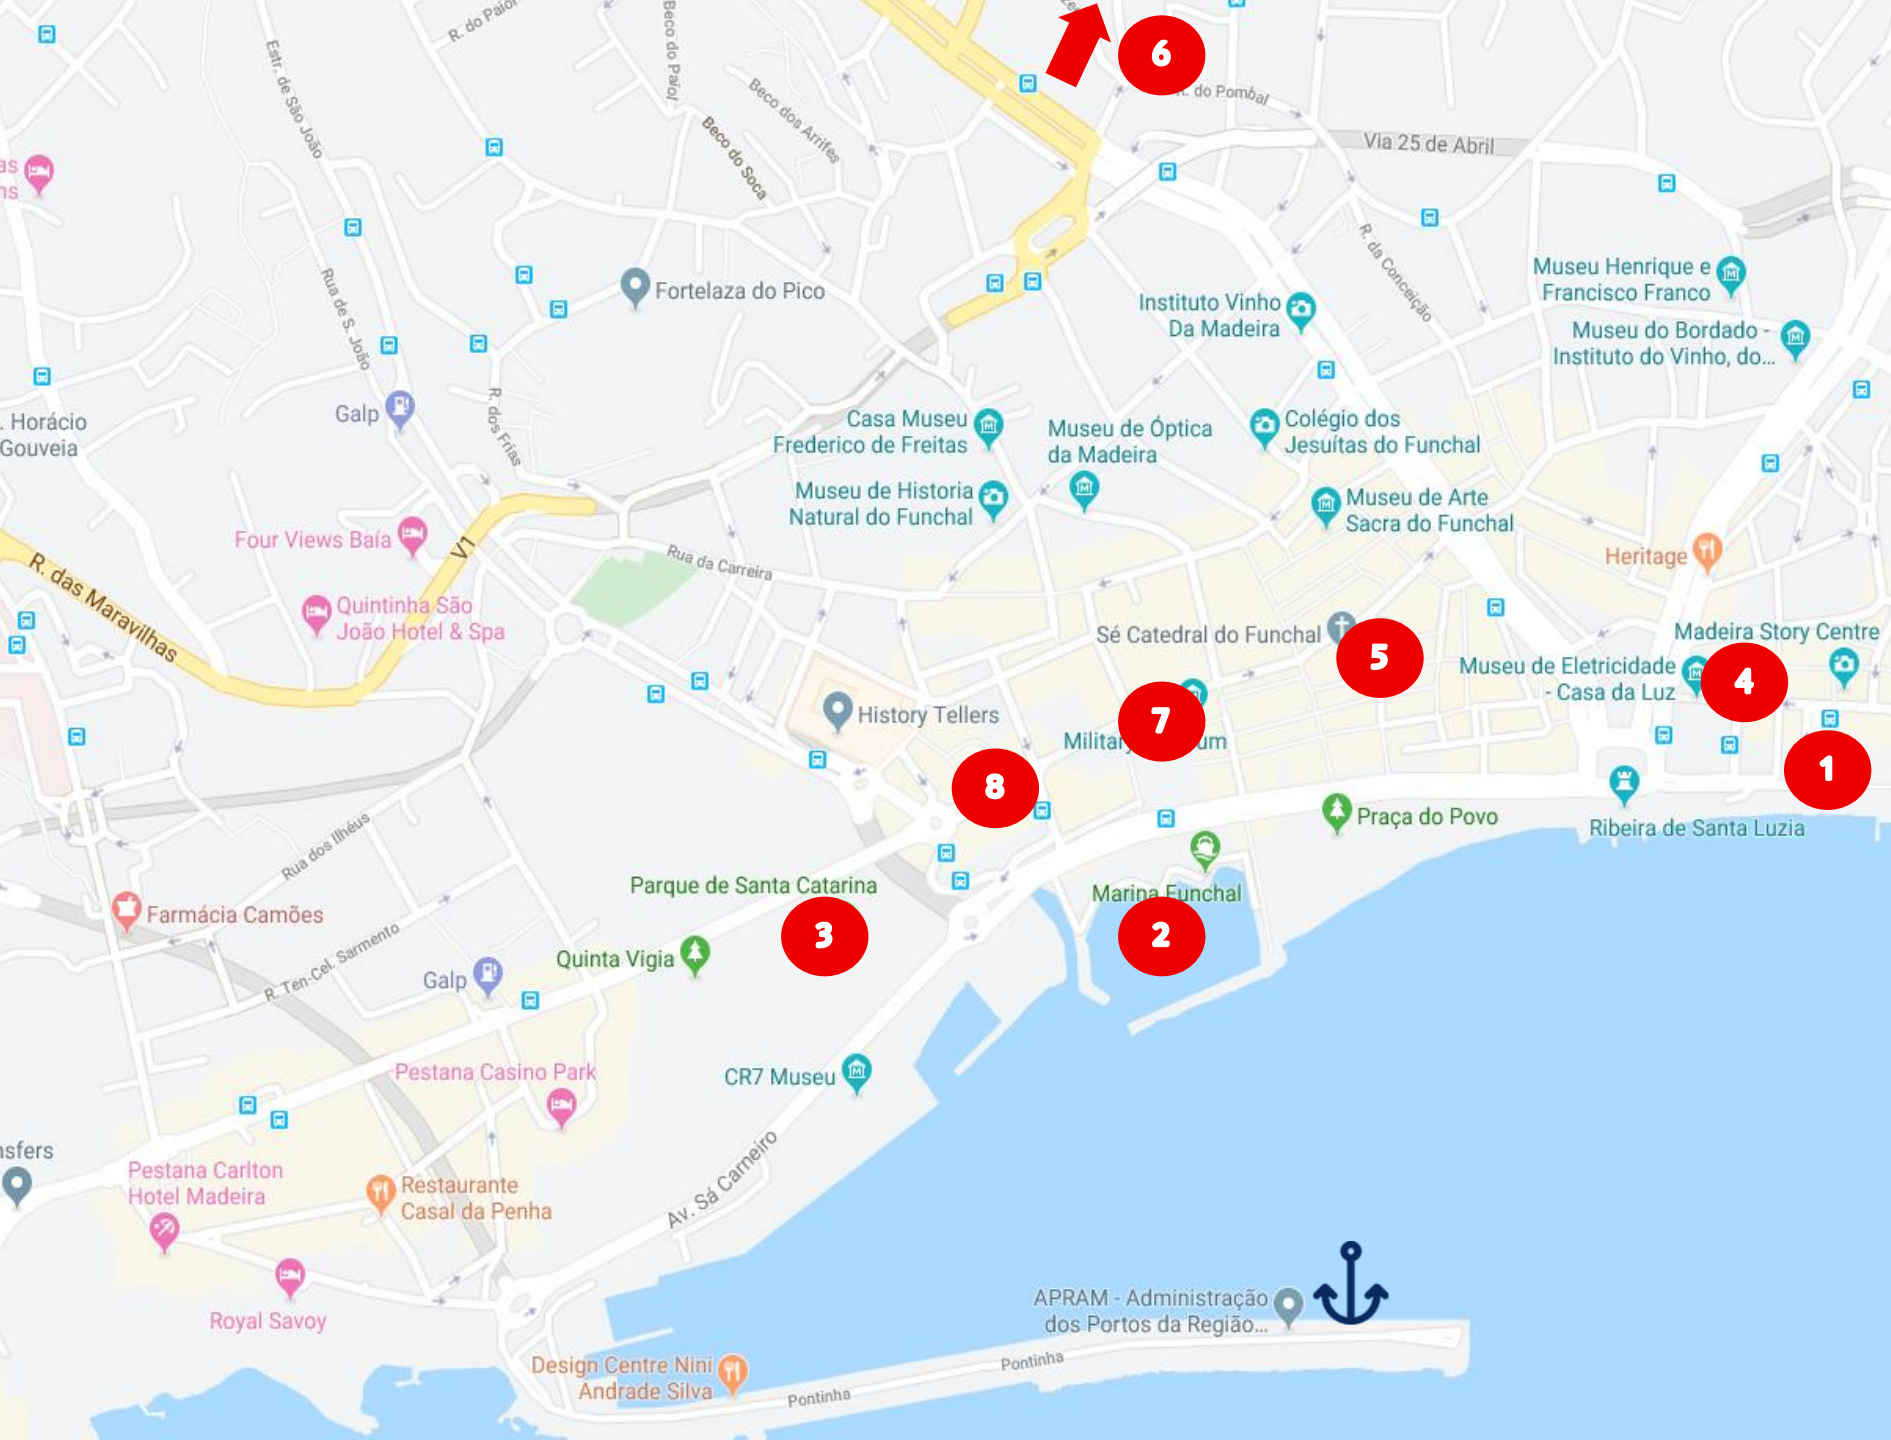 R. do Paiol
Beco do Paiol
6
R. do Pombal
Estr. de São João
Beco dos Arrifes
Beco do Soca
Via 25 de Abril
as
ns
R. da Conceição
Museu Henrique e
Francisco Franco
Fortelaza do Pico
Instituto Vinho
Da Madeira
Museu do Bordado -
Instituto do Vinho, do...
Rua de S. João
Galp
R. dos Frias
. Horácio
Gouveia
Casa Museu
Frederico de Freitas
Museu de Óptica
da Madeira
Colégio dos
Jesuítas do Funchal
Museu de Historia
Natural do Funchal
Museu de Arte
Sacra do Funchal
Four Views Baía
V1
Rua da Carreira
Heritage
R. das Maravilhas
Quintinha São
João Hotel & Spa
Sé Catedral do Funchal
5
Madeira Story Centre
Museu de Eletricidade
- Casa da Luz
4
History Tellers
7
Military
um
1
8
Praça do Povo
Ribeira de Santa Luzia
Rua dos Ilhéus
Parque de Santa Catarina
Marina Funchal
3
2
Farmácia Camões
R. Ten-Cel. Sarmento
Quinta Vigia
Galp
Pestana Casino Park
CR7 Museu
nsfers
Pestana Carlton
Hotel Madeira
Restaurante
Casal da Penha
Av. Sá Carneiro
Royal Savoy
APRAM - Administração
dos Portos da Região...
Design Centre Nini
Andrade Silva
Pontinha
Pontinha